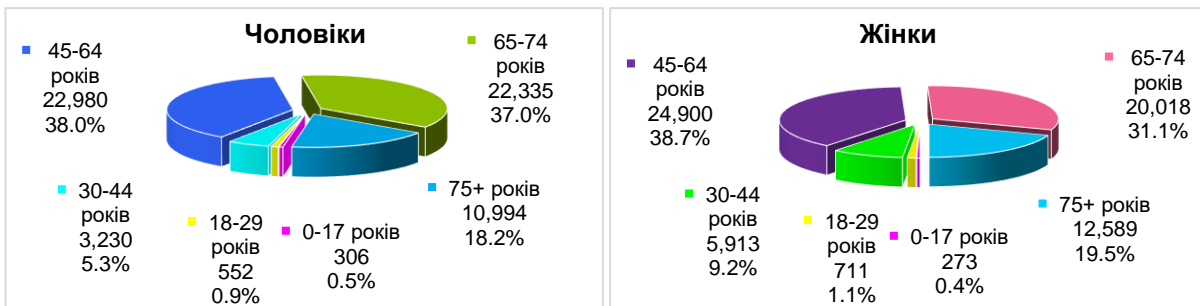 Чоловіки
45-64
років
22,980
38.0%
65-74
років
22,335
37.0%
30-44
років
3,230
5.3%
18-29
років
552
0.9%
0-17 років
306
0.5%
75+ років
10,994
18.2%
Жінки
45-64
років
24,900
38.7%
65-74
років
20,018
31.1%
30-44
років
5,913
9.2%
18-29
років
711
1.1%
0-17 років
273
0.4%
75+ років
12,589
19.5%